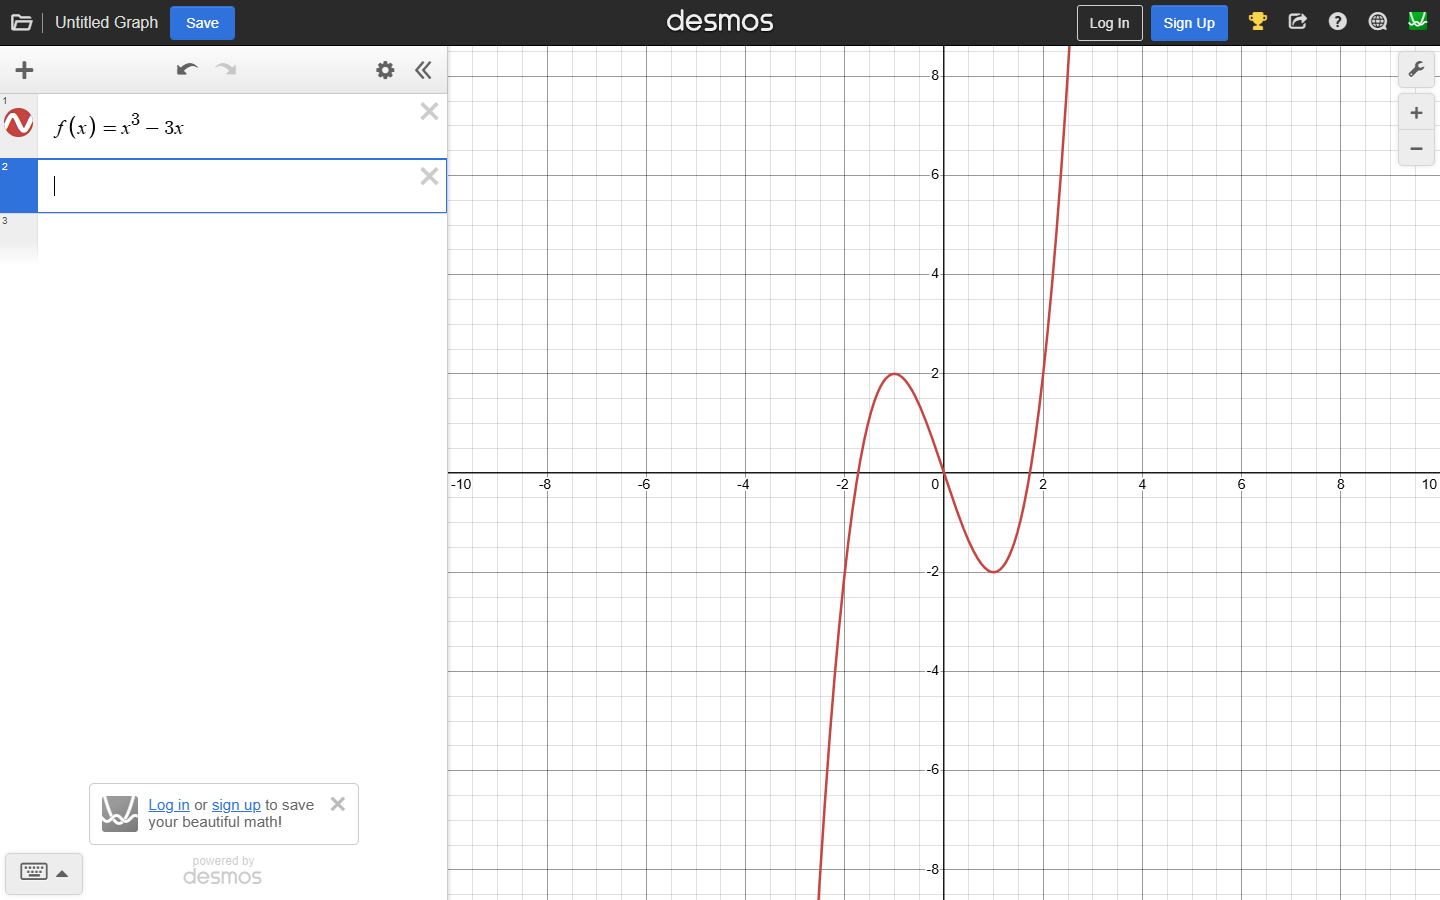 Untitled Graph
Save
desmos
Log In
Sign Up
1
f(x) = x³ − 3x
2
3
8
6
4
2
-10
-8
-6
-4
-2
0
2
4
6
8
10
-2
-4
-6
-8
Log in or sign up to save
your beautiful math!
powered by
desmos